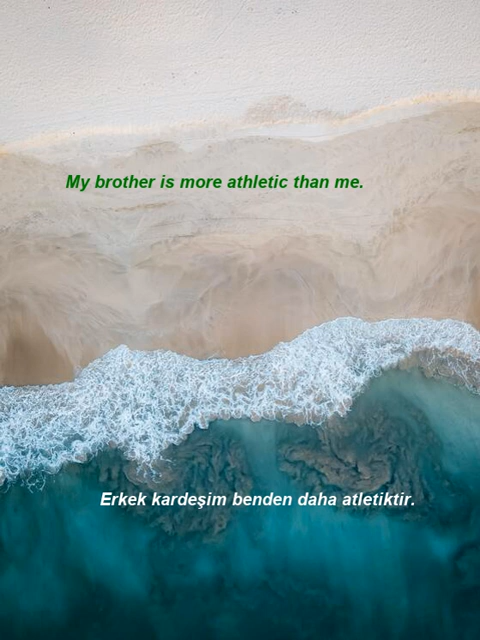 My brother is more athletic than me.
Erkek kardeşim benden daha atletiktir.